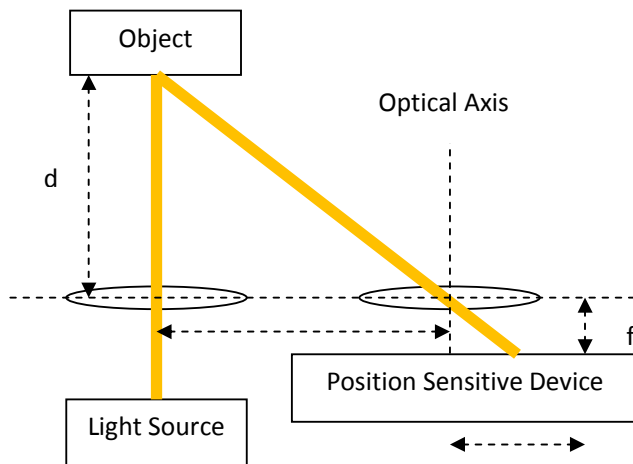 Object
Optical Axis
d
f
Position Sensitive Device
Light Source